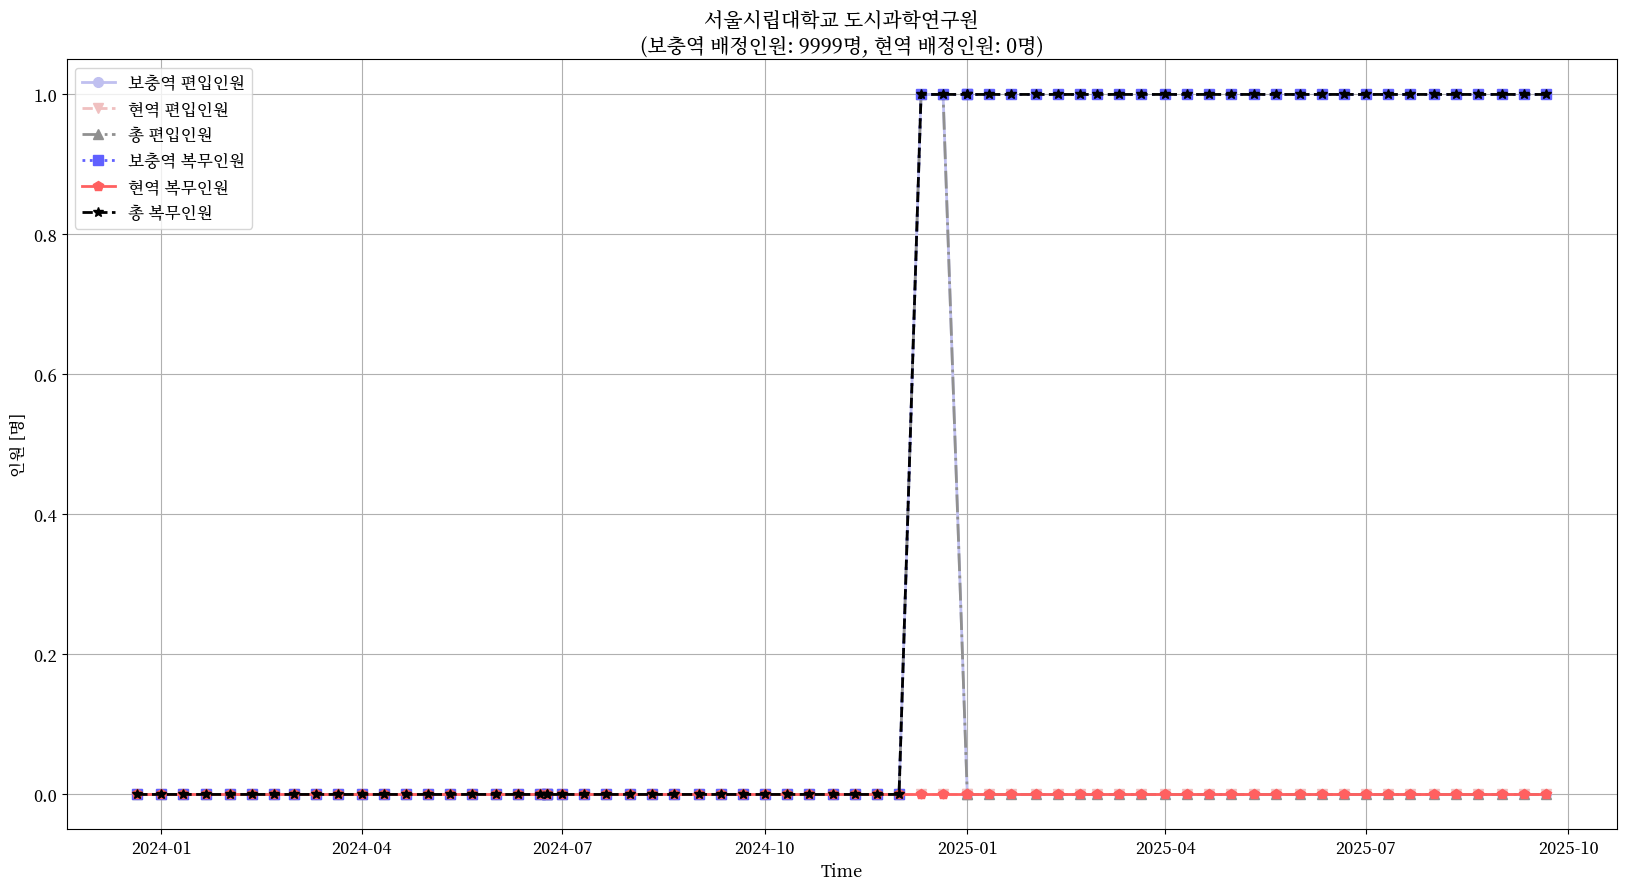 서울시립대학교 도시과학연구원
(보충역 배정인원: 9999명, 현역 배정인원: 0명)
보충역 편입인원
현역 편입인원
총 편입인원
보충역 복무인원
현역 복무인원
총 복무인원
인원 [명]
1.0
0.8
0.6
0.4
0.2
0.0
2024-01
2024-04
2024-07
2024-10
2025-01
2025-04
2025-07
2025-10
Time